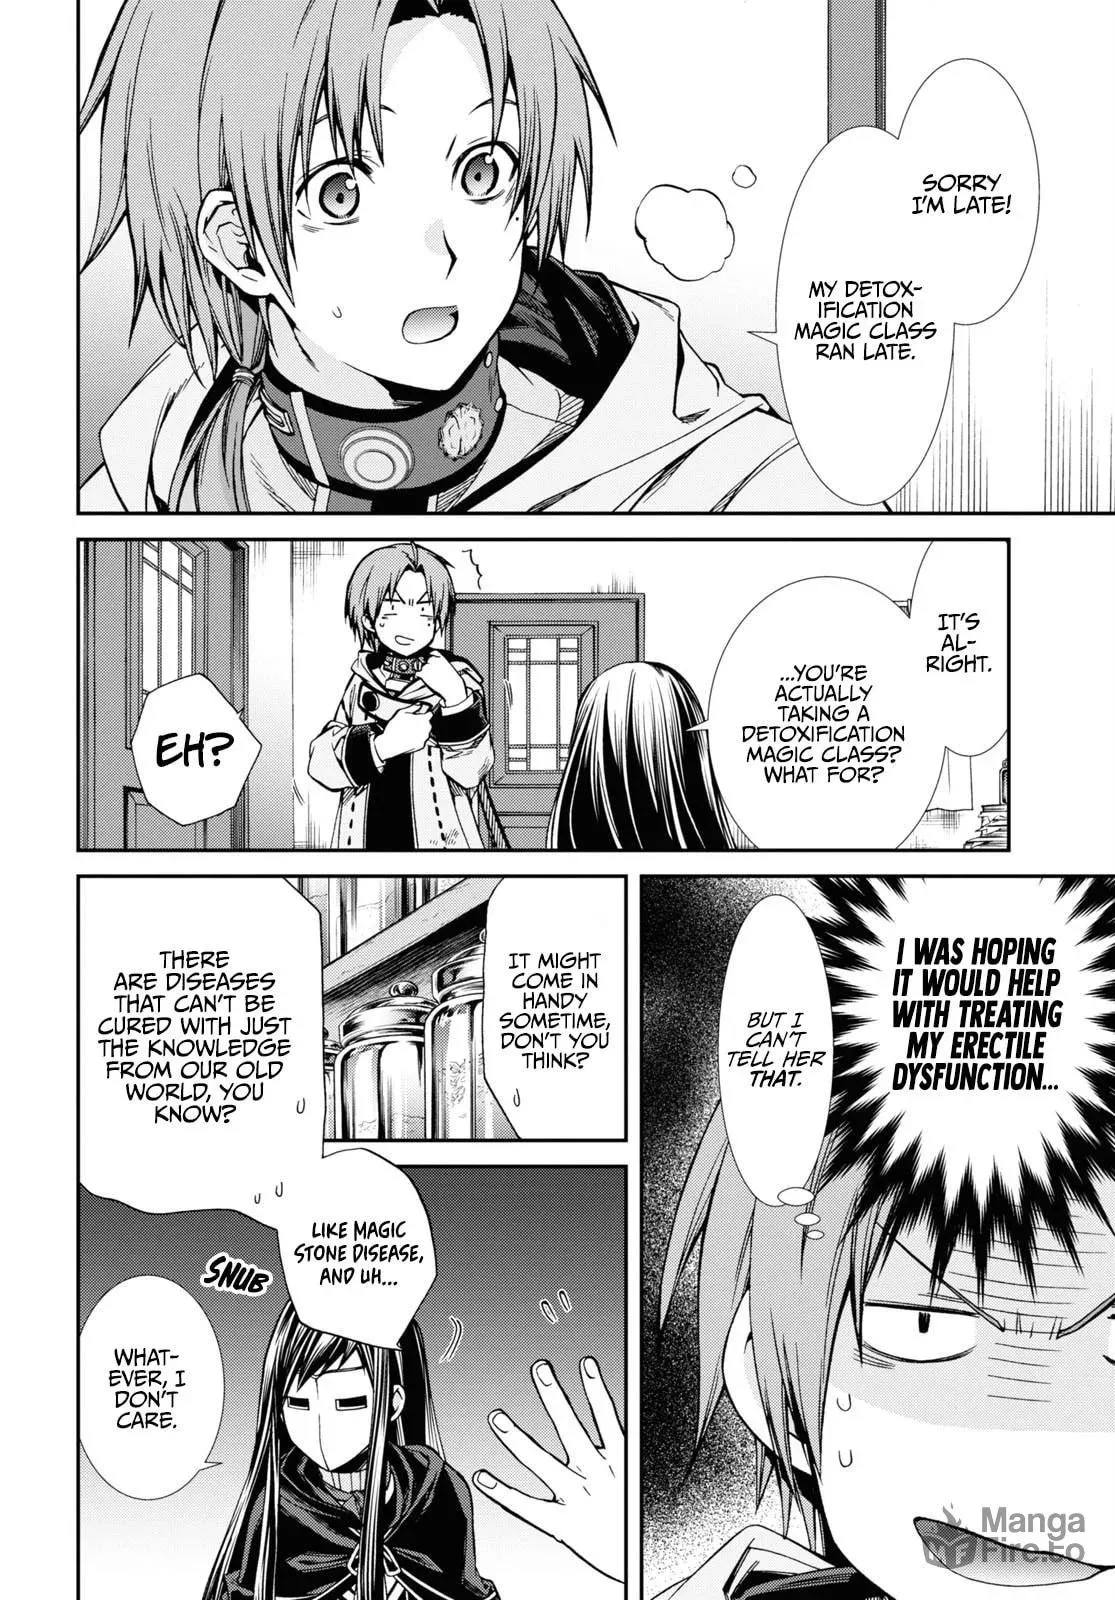 SORRY
I'M LATE!
MY DETOX-
IFICATION
MAGIC CLASS
RAN LATE.
IT'S
AL-
RIGHT.
...YOU'RE
ACTUALLY
TAKING A
DETOXIFICATION
MAGIC CLASS?
WHAT FOR?
EH?
I WAS HOPING
IT WOULD HELP
WITH TREATING
MY ERECTILE
DYSFUNCTION...
BUT I
CAN'T
TELL HER
THAT.
IT MIGHT
COME IN
HANDY
SOMETIME,
DON'T YOU
THINK?
THERE
ARE DISEASES
THAT CAN'T BE
CURED WITH JUST
THE KNOWLEDGE
FROM OUR OLD
WORLD, YOU
KNOW?
LIKE MAGIC
STONE DISEASE,
AND UH...
SNUB
WHAT-
EVER, I
DON'T
CARE.
Manga
Fire.to